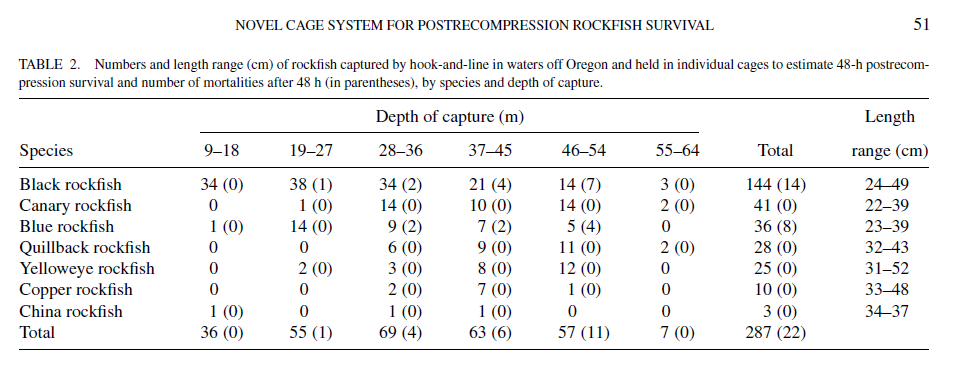 NOVEL CAGE SYSTEM FOR POSTRECOMPRESSION ROCKFISH SURVIVAL 51
TABLE 2. Numbers and length range (cm) of rockfish captured by hook-and-line in waters off Oregon and held in individual cages to estimate 48-h postrecom-
pression survival and number of mortalities after 48 h (in parentheses), by species and depth of capture.
Depth of capture (m) Length
Species 9–18 19–27 28–36 37–45 46–54 55–64 Total range (cm)
Black rockfish 34 (0) 38 (1) 34 (2) 21 (4) 14 (7) 3 (0) 144 (14) 24–49
Canary rockfish 0 1 (0) 14 (0) 10 (0) 14 (0) 2 (0) 41 (0) 22–39
Blue rockfish 1 (0) 14 (0) 9 (2) 7 (2) 5 (4) 0 36 (8) 23–39
Quillback rockfish 0 0 6 (0) 9 (0) 11 (0) 2 (0) 28 (0) 32–43
Yelloweye rockfish 0 2 (0) 3 (0) 8 (0) 12 (0) 0 25 (0) 31–52
Copper rockfish 0 0 2 (0) 7 (0) 1 (0) 0 10 (0) 33–48
China rockfish 1 (0) 0 1 (0) 1 (0) 0 0 3 (0) 34–37
Total 36 (0) 55 (1) 69 (4) 63 (6) 57 (11) 7 (0) 287 (22)